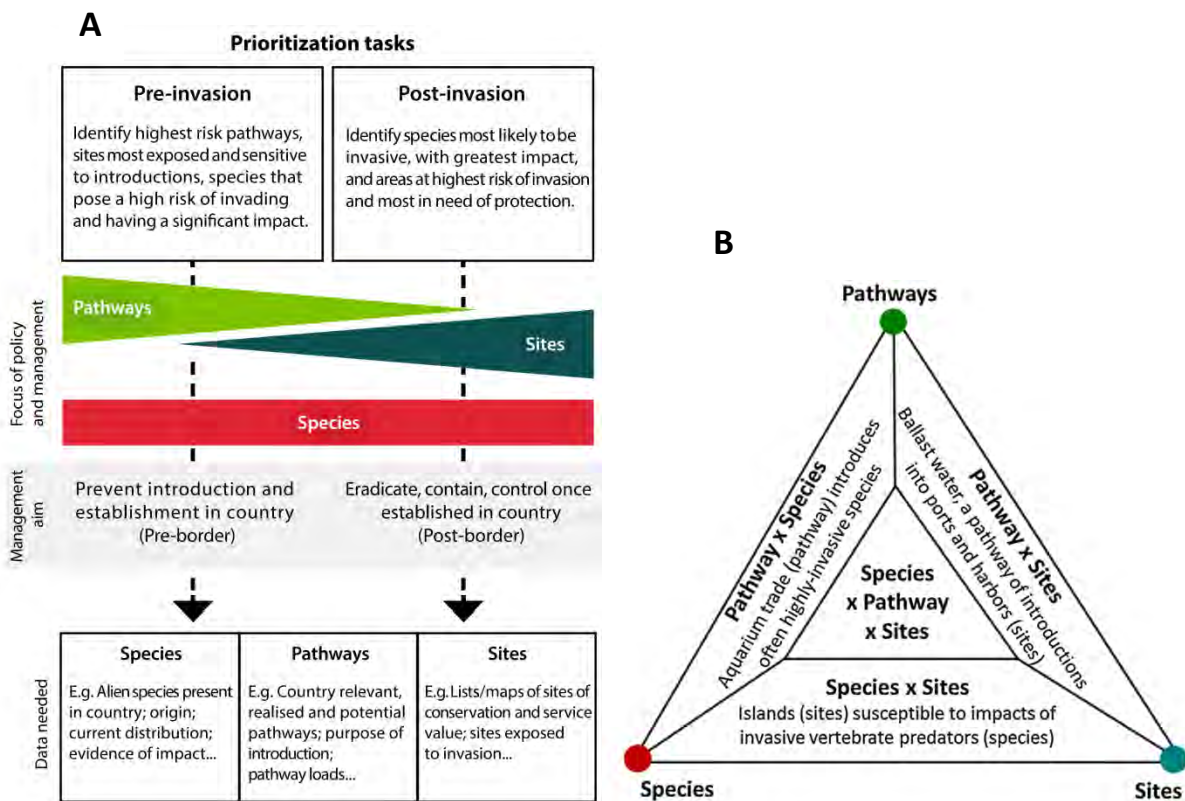 A
Prioritization tasks
Pre-invasion
Identify highest risk pathways,
sites most exposed and sensitive
to introductions, species that
pose a high risk of invading
and having a significant impact.
Post-invasion
Identify species most likely to be
invasive, with greatest impact,
and areas at highest risk of invasion
and most in need of protection.
Focus of policy
and management
Pathways
Sites
Species
Management
aim
Prevent introduction and
establishment in country
(Pre-border)
Eradicate, contain, control once
established in country
(Post-border)
Data needed
Species
E.g. Alien species present
in country; origin;
current distribution;
evidence of impact...
Pathways
E.g. Country relevant,
realised and potential
pathways; purpose of
introduction;
pathway loads...
Sites
E.g. Lists/maps of sites of
conservation and service
value; sites exposed
to invasion...
B
Pathways
Pathway x Species
Aquarium trade (pathway) introduces
often highly-invasive species
Pathway x Sites
Ballast water, a pathway of introductions
into ports and harbors (sites)
Species
x Pathway
x Sites
Species x Sites
Islands (sites) susceptible to impacts of
invasive vertebrate predators (species)
Species
Sites